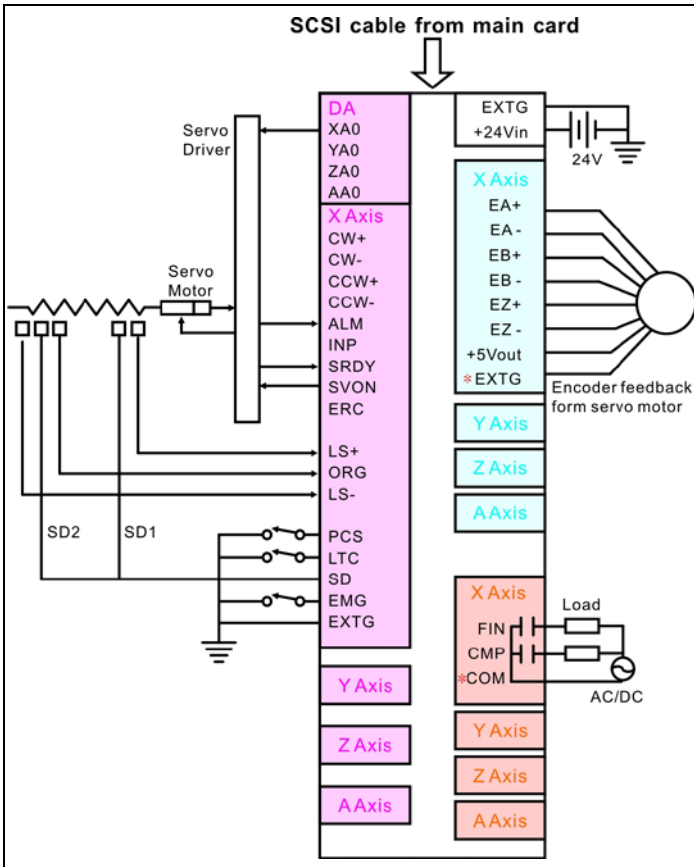 SCSI cable from main card
Servo
Driver
Servo
Motor
SD2
SD1
DA
XA0
YA0
ZA0
AA0
X Axis
CW+
CW-
CCW+
CCW-
ALM
INP
SRDY
SVON
ERC
LS+
ORG
LS-
PCS
LTC
SD
EMG
EXTG
Y Axis
Z Axis
A Axis
EXTG
+24Vin
24V
X Axis
EA+
EA-
EB+
EB-
EZ+
EZ-
+5Vout
*EXTG
Encoder feedback
form servo motor
Y Axis
Z Axis
A Axis
X Axis
FIN
CMP
*COM
Load
AC/DC
Y Axis
Z Axis
A Axis